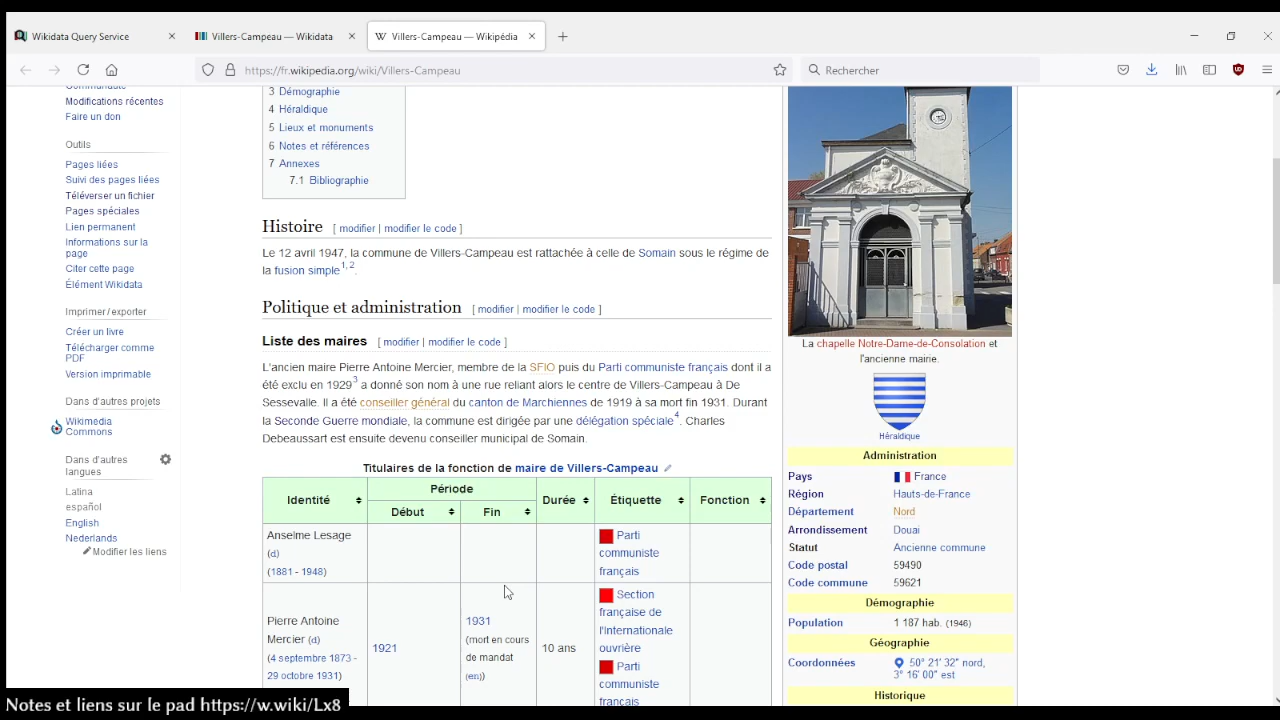 Wikidata Query Service
Villers-Campeau — Wikidata
Villers-Campeau — Wikipédia
https://fr.wikipedia.org/wiki/Villers-Campeau
Rechercher
Modifications récentes
Faire un don
Outils
Pages liées
Suivi des pages liées
Téléverser un fichier
Pages spéciales
Lien permanent
Informations sur la
page
Citer cette page
Élément Wikidata
Imprimer / exporter
Créer un livre
Télécharger comme
PDF
Version imprimable
Dans d'autres projets
Wikimedia
Commons
Dans d'autres
langues
Latina
español
English
Nederlands
Modifier les liens
3 Démographie
4 Héraldique
5 Lieux et monuments
6 Notes et références
7 Annexes
7.1 Bibliographie
Histoire [ modifier | modifier le code ]
Le 12 avril 1947, la commune de Villers-Campeau est rattachée à celle de Somain sous le régime de
la fusion simple1, 2.
Politique et administration [ modifier | modifier le code ]
Liste des maires [ modifier | modifier le code ]
L'ancien maire Pierre Antoine Mercier, membre de la SFIO puis du Parti communiste français dont il a
été exclu en 19293 a donné son nom à une rue reliant alors le centre de Villers-Campeau à De
Sessevalle. Il a été conseiller général du canton de Marchiennes de 1919 à sa mort fin 1931. Durant
la Seconde Guerre mondiale, la commune est dirigée par une délégation spéciale4. Charles
Debeaussart est ensuite devenu conseiller municipal de Somain.
Titulaires de la fonction de maire de Villers-Campeau
Identité
Période
Début
Fin
Durée
Étiquette
Fonction
Anselme Lesage
(d)
(1881 - 1948)
Parti
communiste
français
Pierre Antoine
Mercier (d)
(4 septembre 1873 -
29 octobre 1931)
1921
1931
(mort en cours
de mandat
(en))
10 ans
Section
française de
l'Internationale
ouvrière
Parti
communiste
français
La chapelle Notre-Dame-de-Consolation et
l'ancienne mairie.
Héraldique
Administration
Pays France
Région Hauts-de-France
Département Nord
Arrondissement Douai
Statut Ancienne commune
Code postal 59490
Code commune 59621
Démographie
Population 1 187 hab. (1946)
Géographie
Coordonnées 50° 21′ 32″ nord,
3° 16′ 00″ est
Historique
Notes et liens sur le pad https://w.wiki/Lx8